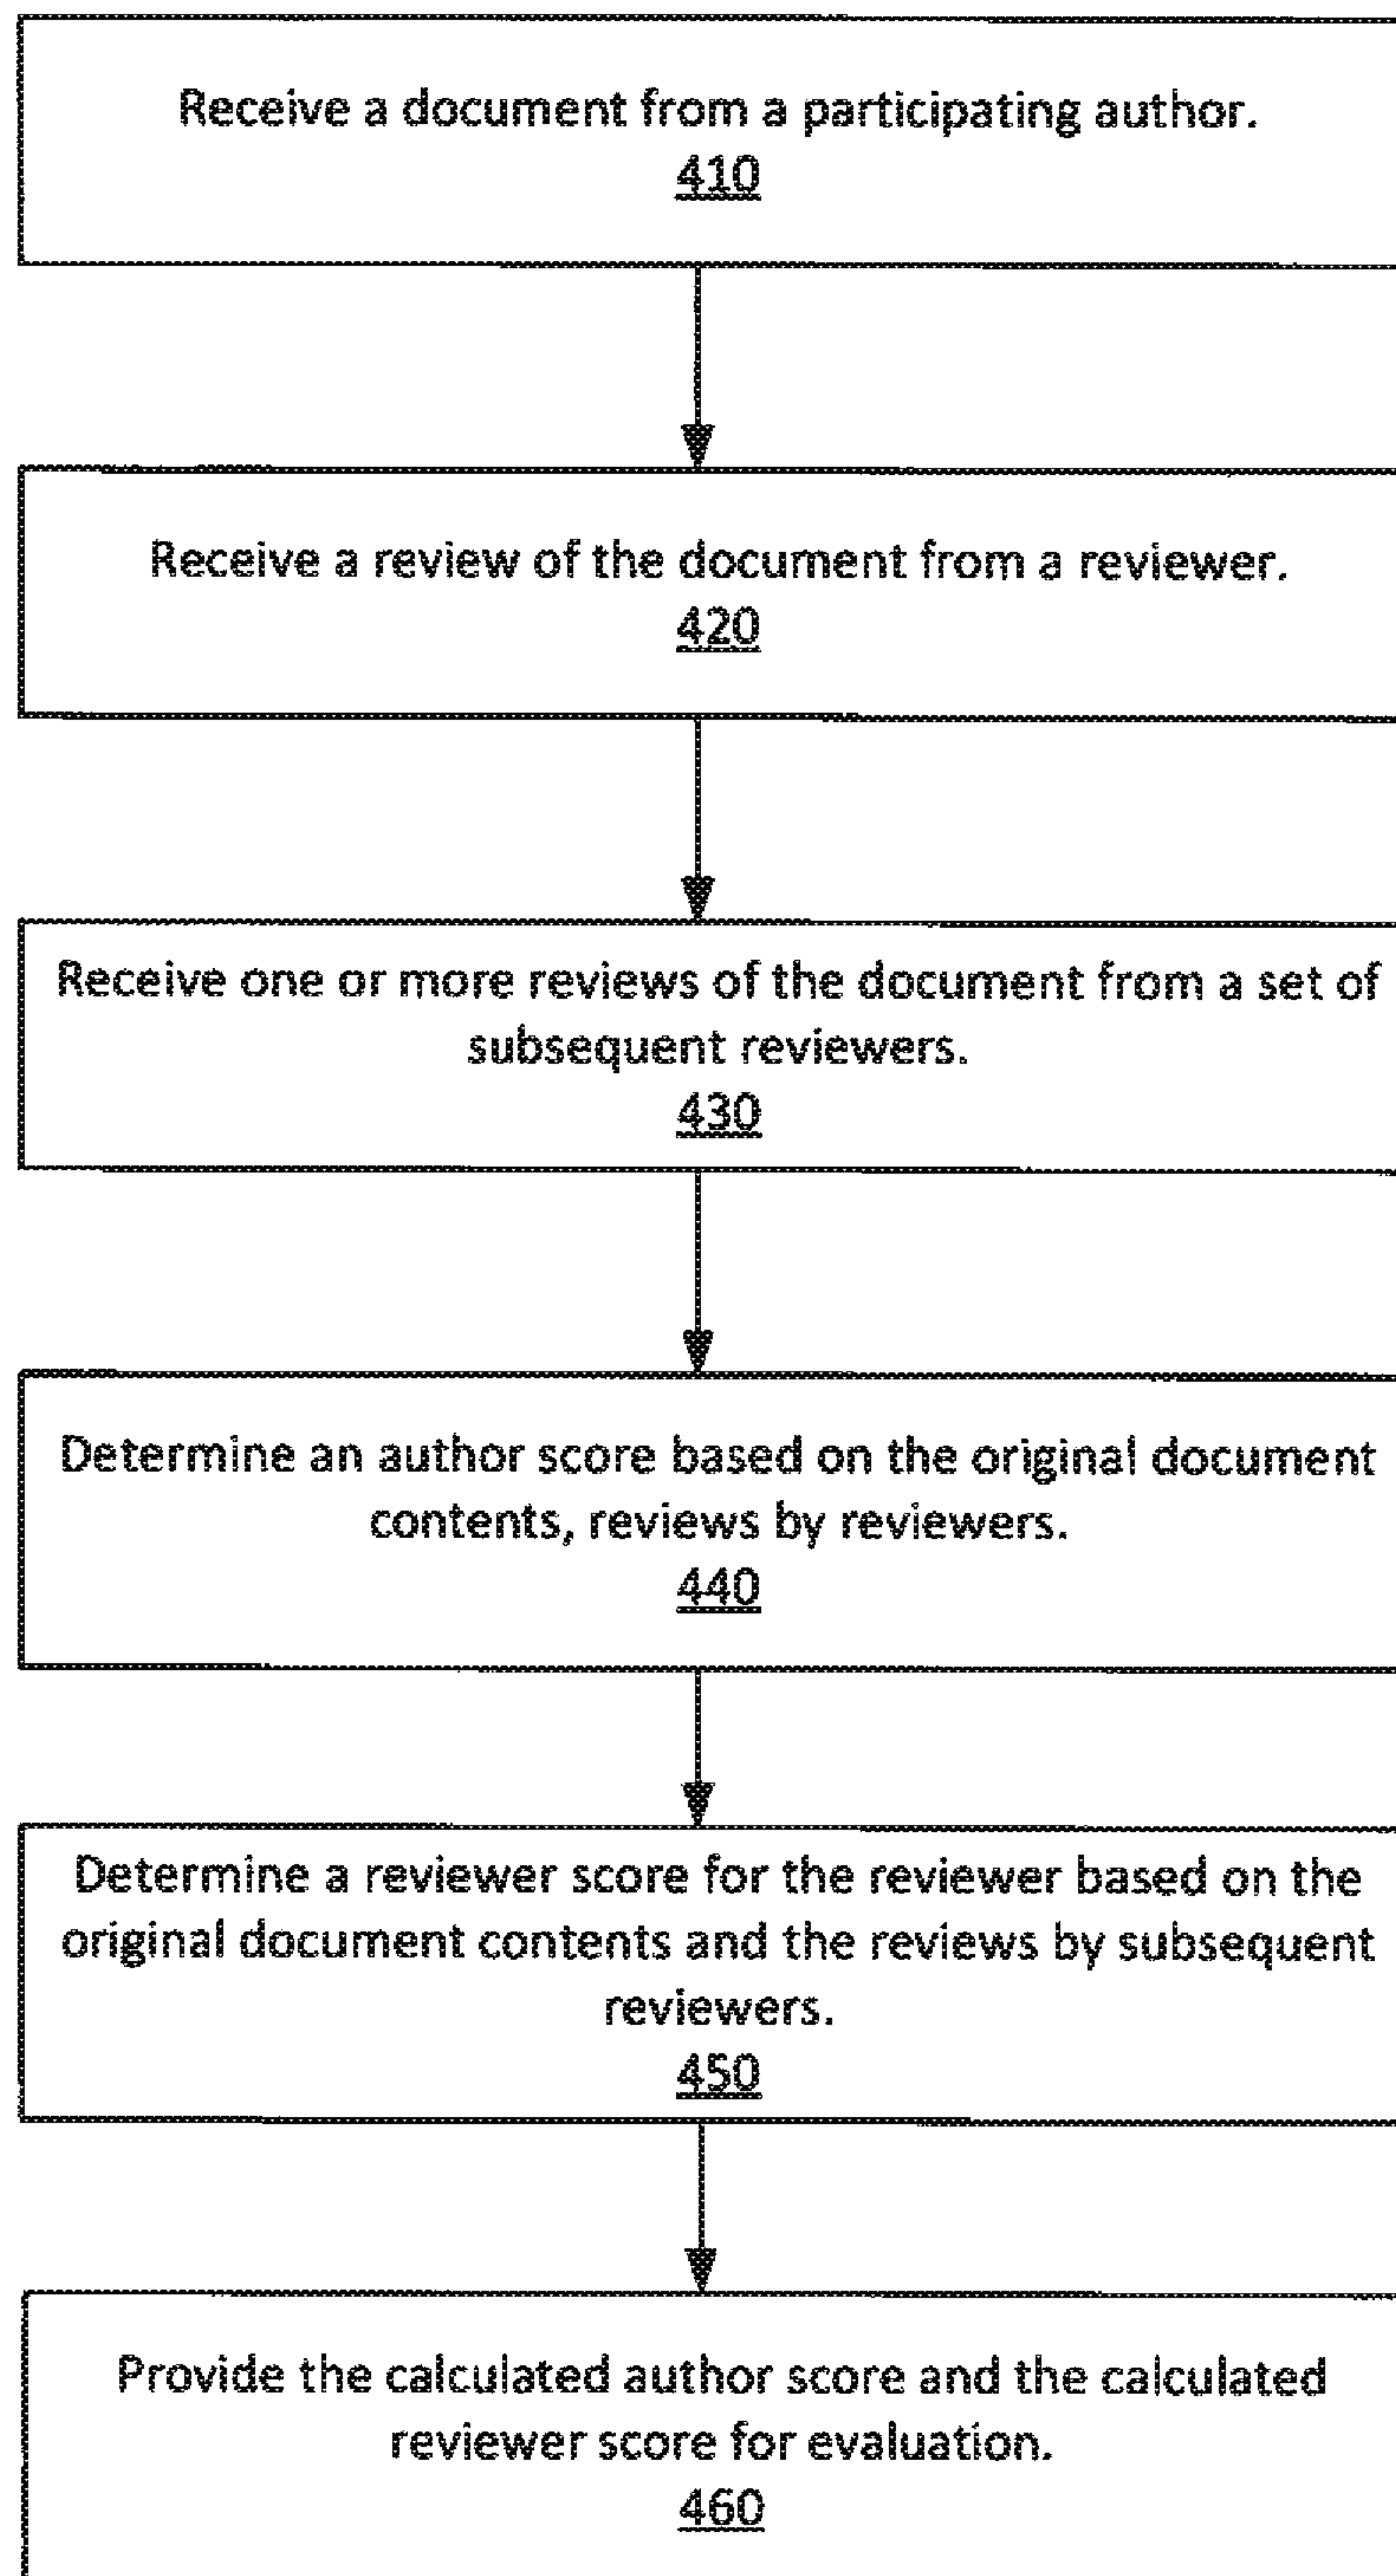 Receive a document from a participating author.
410
Receive a review of the document from a reviewer.
420
Receive one or more reviews of the document from a set of
subsequent reviewers.
430
Determine an author score based on the original document
contents, reviews by reviewers.
440
Determine a reviewer score for the reviewer based on the
original document contents and the reviews by subsequent
reviewers.
450
Provide the calculated author score and the calculated
reviewer score for evaluation.
460